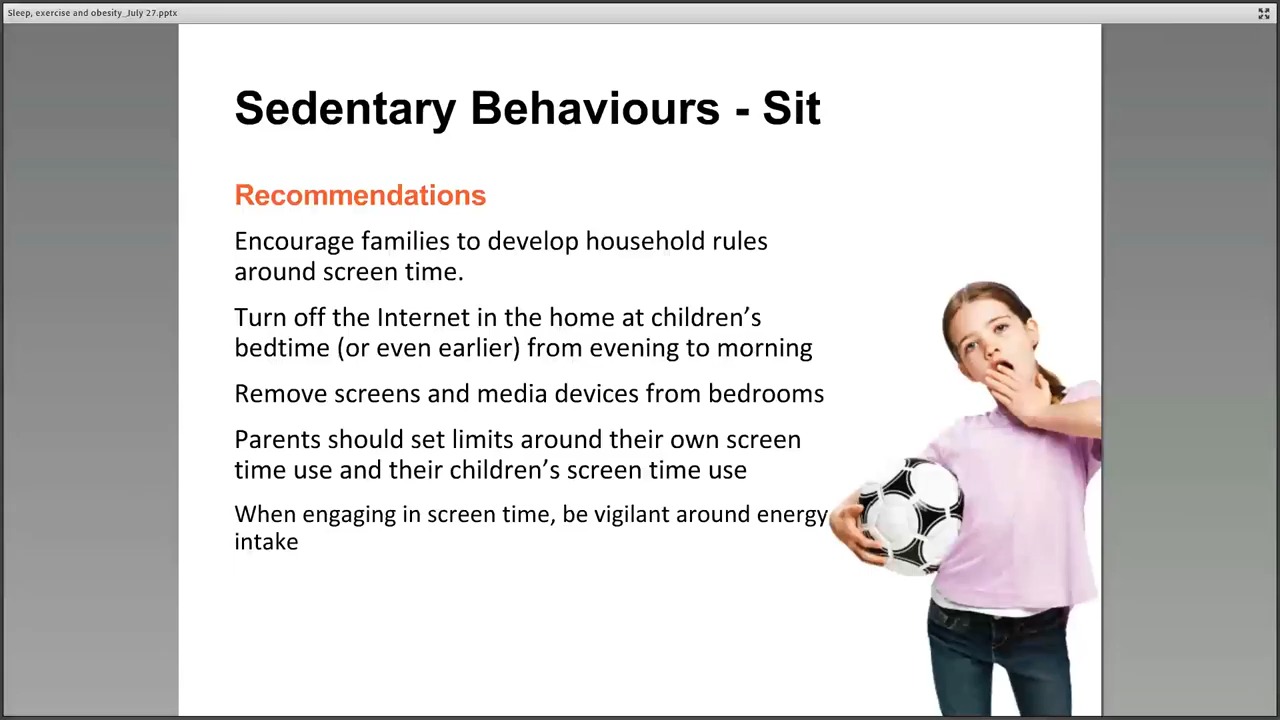 Sleep, exercise and obesity_July 27.pptx
Sedentary Behaviours - Sit
Recommendations
Encourage families to develop household rules
around screen time.
Turn off the Internet in the home at children’s
bedtime (or even earlier) from evening to morning
Remove screens and media devices from bedrooms
Parents should set limits around their own screen
time use and their children’s screen time use
When engaging in screen time, be vigilant around energy
intake